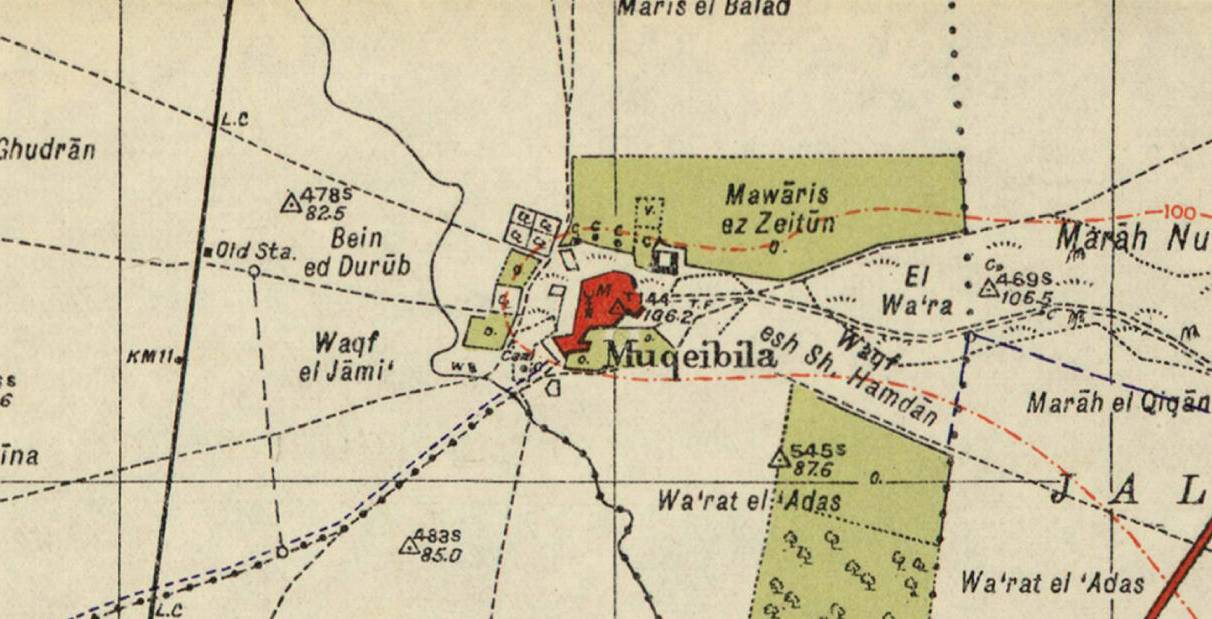 Maris el Balad
L.C
Ghudrān
478S
82.5
Mawāris
ez Zeitūn
o.
v.
100
Old Sta.
Bein
ed Durūb
Marāh Nu
El
Wa'ra
469S
106.5
M
144
106.2
T.F
KM11
Waqf
el Jāmi'
W B
o.
o.
o.
Muqeibila
Waqf
esh Sh. Hamdān
Marāh el Qiqān
īna
545S
87.6
o.
Wa'rat el 'Adas
J A L
483S
85.0
Wa'rat el 'Adas
L.C